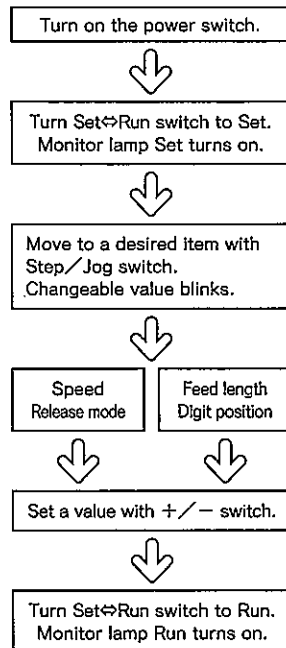 Turn on the power switch.
Turn Set⇔Run switch to Set.
Monitor lamp Set turns on.
Move to a desired item with
Step/Jog switch.
Changeable value blinks.
Speed
Release mode
Feed length
Digit position
Set a value with +/− switch.
Turn Set⇔Run switch to Run.
Monitor lamp Run turns on.